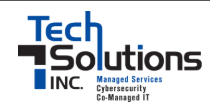 Tech
Solutions
INC.
Managed Services
Cybersecurity
Co-Managed IT